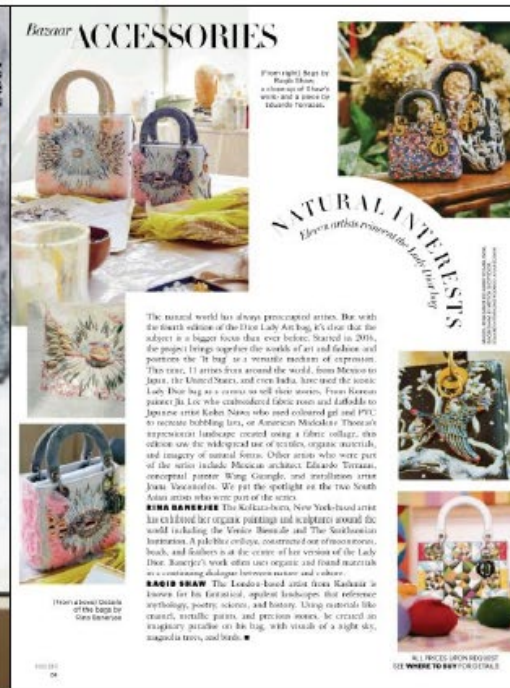 Bazaar ACCESSORIES
(From right) Bags by
Raqib Shaw,
a close-up of Shaw's
work; and a piece by
Eduardo Terrazas.
NATURAL INTERESTS
Eleven artists reinvent the Lady Dior bag
The natural world has always preoccupied artists. But with
the fourth edition of the Dior Lady Art bag, it's clear that the
subject is a bigger focus than ever before. Started in 2016,
the project brings together the worlds of art and fashion and
positions the 'It bag' as a versatile medium of expression.
This time, 11 artists from around the world, from Mexico to
Japan, the United States, and even India, have used the iconic
Lady Dior bag as a canvas to tell their stories. From Korean
painter Jia Lee who embroidered fabric roses and daffodils to
Japanese artist Kohei Nawa who used coloured gel and PVC
to recreate bubbling lava, or American Mickalene Thomas's
impressionist landscape created using a fabric collage, this
edition saw the widespread use of textiles, organic materials,
and imagery of natural forms. Other artists who were part
of the series include Mexican architect Eduardo Terrazas,
conceptual painter Wang Guangle, and installation artist
Joana Vasconcelos. We put the spotlight on the two South
Asian artists who were part of the series.
RINA BANERJEE The Kolkata-born, New York-based artist
has exhibited her organic paintings and sculptures around the
world including the Venice Biennale and The Smithsonian
Institution. A palelike evileye, constructed out of moonstones,
beads, and feathers is at the centre of her version of the Lady
Dior. Banerjee's work often uses organic and found materials
in a continuing dialogue between nature and culture.
RAQIB SHAW The London-based artist from Kashmir is
known for his fantastical, opulent landscapes that reference
mythology, poetry, science, and history. Using materials like
enamel, metallic paints, and precious stones, he created an
imaginary paradise on his bag, with visuals of a night sky,
magnolia trees, and birds. ■
(From above) Details
of the bags by
Rina Banerjee
ALL PRICES UPON REQUEST
SEE WHERE TO BUY FOR DETAILS